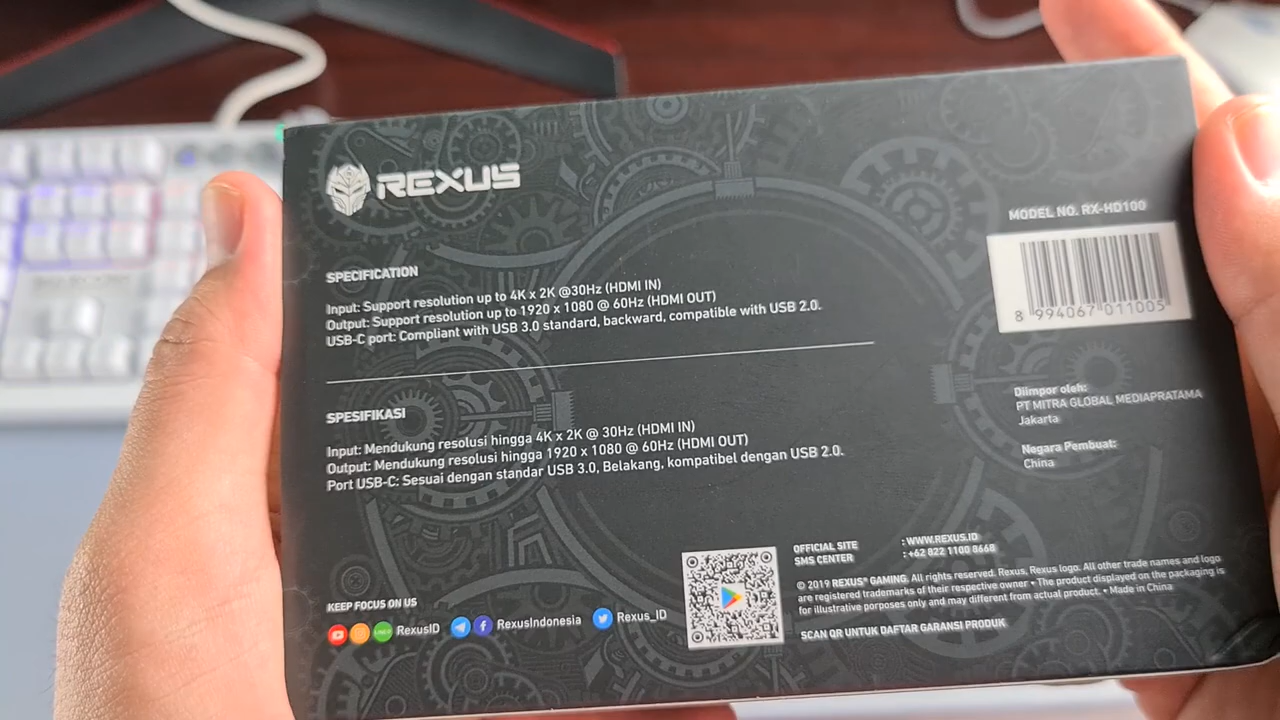 REXUS
MODEL NO. RX-HD100
8 994067 011005
SPECIFICATION
Input: Support resolution up to 4K x 2K @30Hz (HDMI IN)
Output: Support resolution up to 1920 x 1080 @ 60Hz (HDMI OUT)
USB-C port: Compliant with USB 3.0 standard, backward, compatible with USB 2.0.
SPESIFIKASI
Input: Mendukung resolusi hingga 4K x 2K @ 30Hz (HDMI IN)
Output: Mendukung resolusi hingga 1920 x 1080 @ 60Hz (HDMI OUT)
Port USB-C: Sesuai dengan standar USB 3.0, Belakang, kompatibel dengan USB 2.0.
Diimpor oleh:
PT MITRA GLOBAL MEDIAPRATAMA
Jakarta
Negara Pembuat:
China
KEEP FOCUS ON US
RexusID RexusIndonesia Rexus_ID
OFFICIAL SITE : WWW.REXUS.ID
SMS CENTER : +62 822 1100 8668
© 2019 REXUS® GAMING. All rights reserved. Rexus, Rexus logo. All other trade names and logo
are registered trademarks of their respective owner • The product displayed on the packaging is
for illustrative purposes only and may different from actual product. • Made in China
SCAN QR UNTUK DAFTAR GARANSI PRODUK